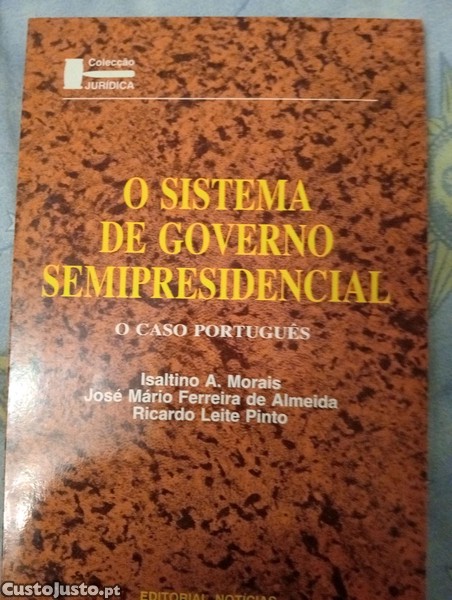 Colecção
JURÍDICA
O SISTEMA
DE GOVERNO
SEMIPRESIDENCIAL
O CASO PORTUGUÊS
Isaltino A. Morais
José Mário Ferreira de Almeida
Ricardo Leite Pinto
EDITORIAL NOTÍCIAS
CustoJusto.pt